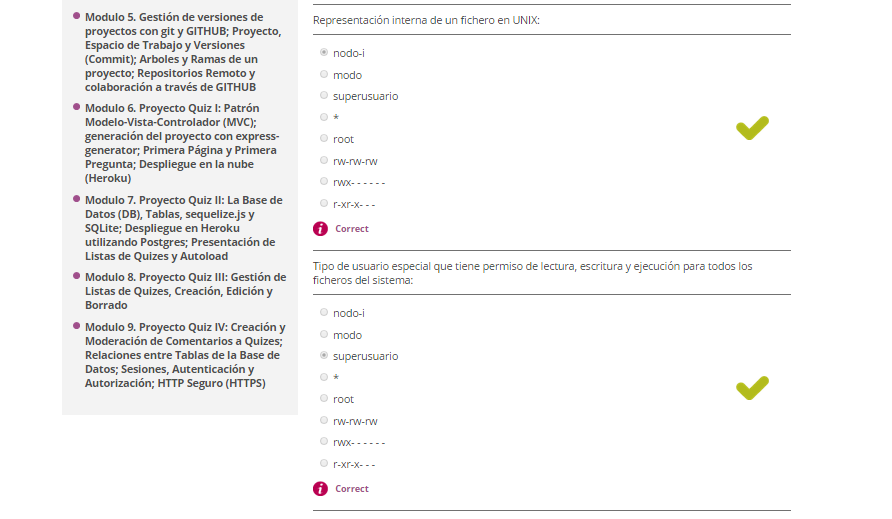 Modulo 5. Gestión de versiones de
proyectos con git y GITHUB; Proyecto,
Espacio de Trabajo y Versiones
(Commit); Arboles y Ramas de un
proyecto; Repositorios Remoto y
colaboración a través de GITHUB
Modulo 6. Proyecto Quiz I: Patrón
Modelo-Vista-Controlador (MVC);
generación del proyecto con express-
generator; Primera Página y Primera
Pregunta; Despliegue en la nube
(Heroku)
Modulo 7. Proyecto Quiz II: La Base de
Datos (DB), Tablas, sequelize.js y
SQLite; Despliegue en Heroku
utilizando Postgres; Presentación de
Listas de Quizes y Autoload
Modulo 8. Proyecto Quiz III: Gestión de
Listas de Quizes, Creación, Edición y
Borrado
Modulo 9. Proyecto Quiz IV: Creación y
Moderación de Comentarios a Quizes;
Relaciones entre Tablas de la Base de
Datos; Sesiones, Autenticación y
Autorización; HTTP Seguro (HTTPS)
Representación interna de un fichero en UNIX:
nodo-i
modo
superusuario
*
root
rw-rw-rw
rwx- - - - - -
r-xr-x- - -
Correct
Tipo de usuario especial que tiene permiso de lectura, escritura y ejecución para todos los
ficheros del sistema:
nodo-i
modo
superusuario
*
root
rw-rw-rw
rwx- - - - - -
r-xr-x- - -
Correct